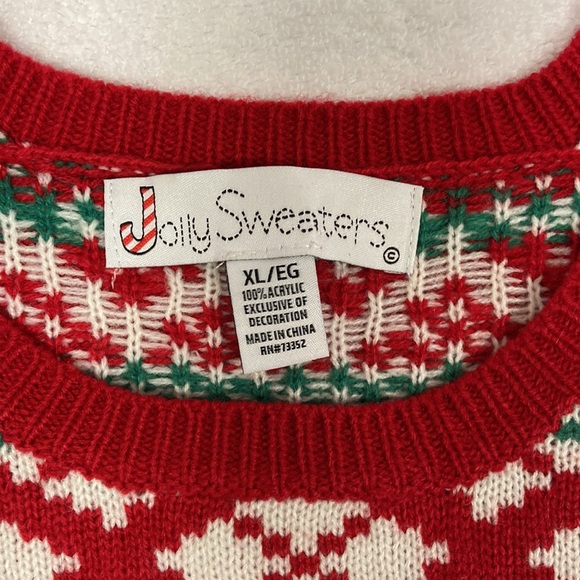 Jolly Sweaters ©
XL/EG
100% ACRYLIC
EXCLUSIVE OF
DECORATION
MADE IN CHINA
RN#73352